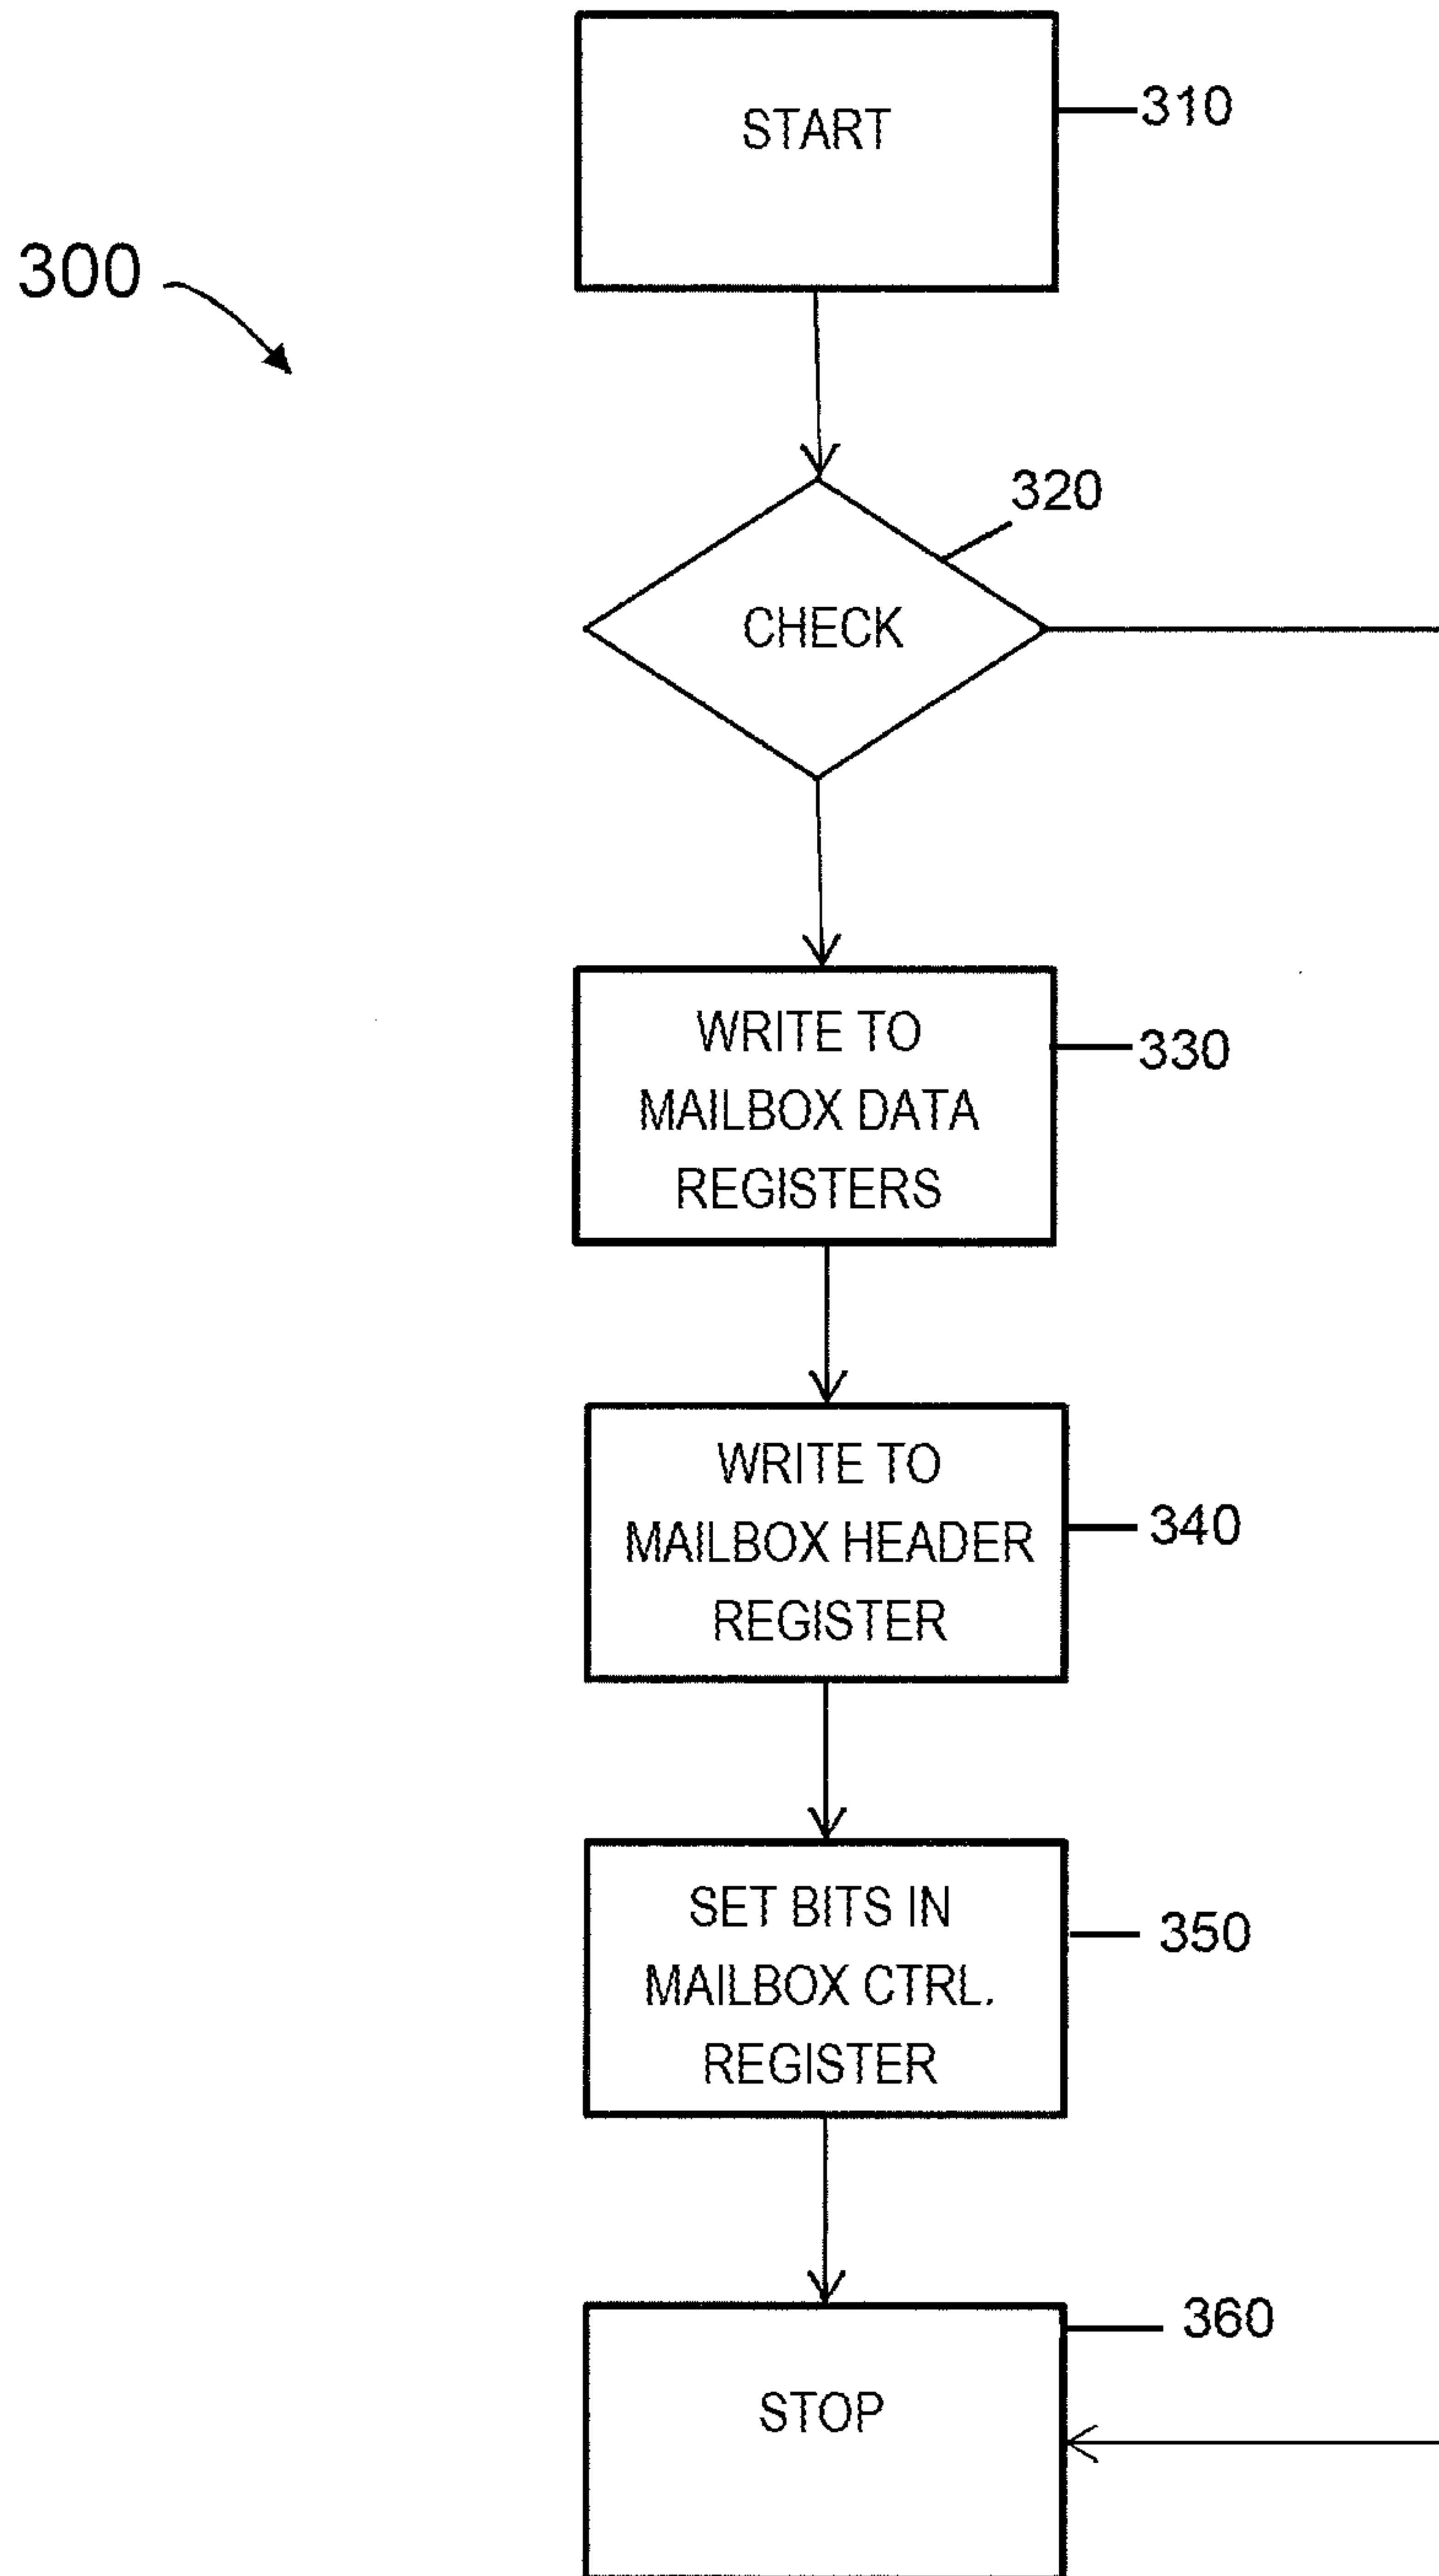 START
310
300
320
CHECK
WRITE TO
330
MAILBOX DATA
REGISTERS
WRITE TO
340
MAILBOX HEADER
REGISTER
SET BITS IN
350
MAILBOX CTRL.
REGISTER
360
STOP